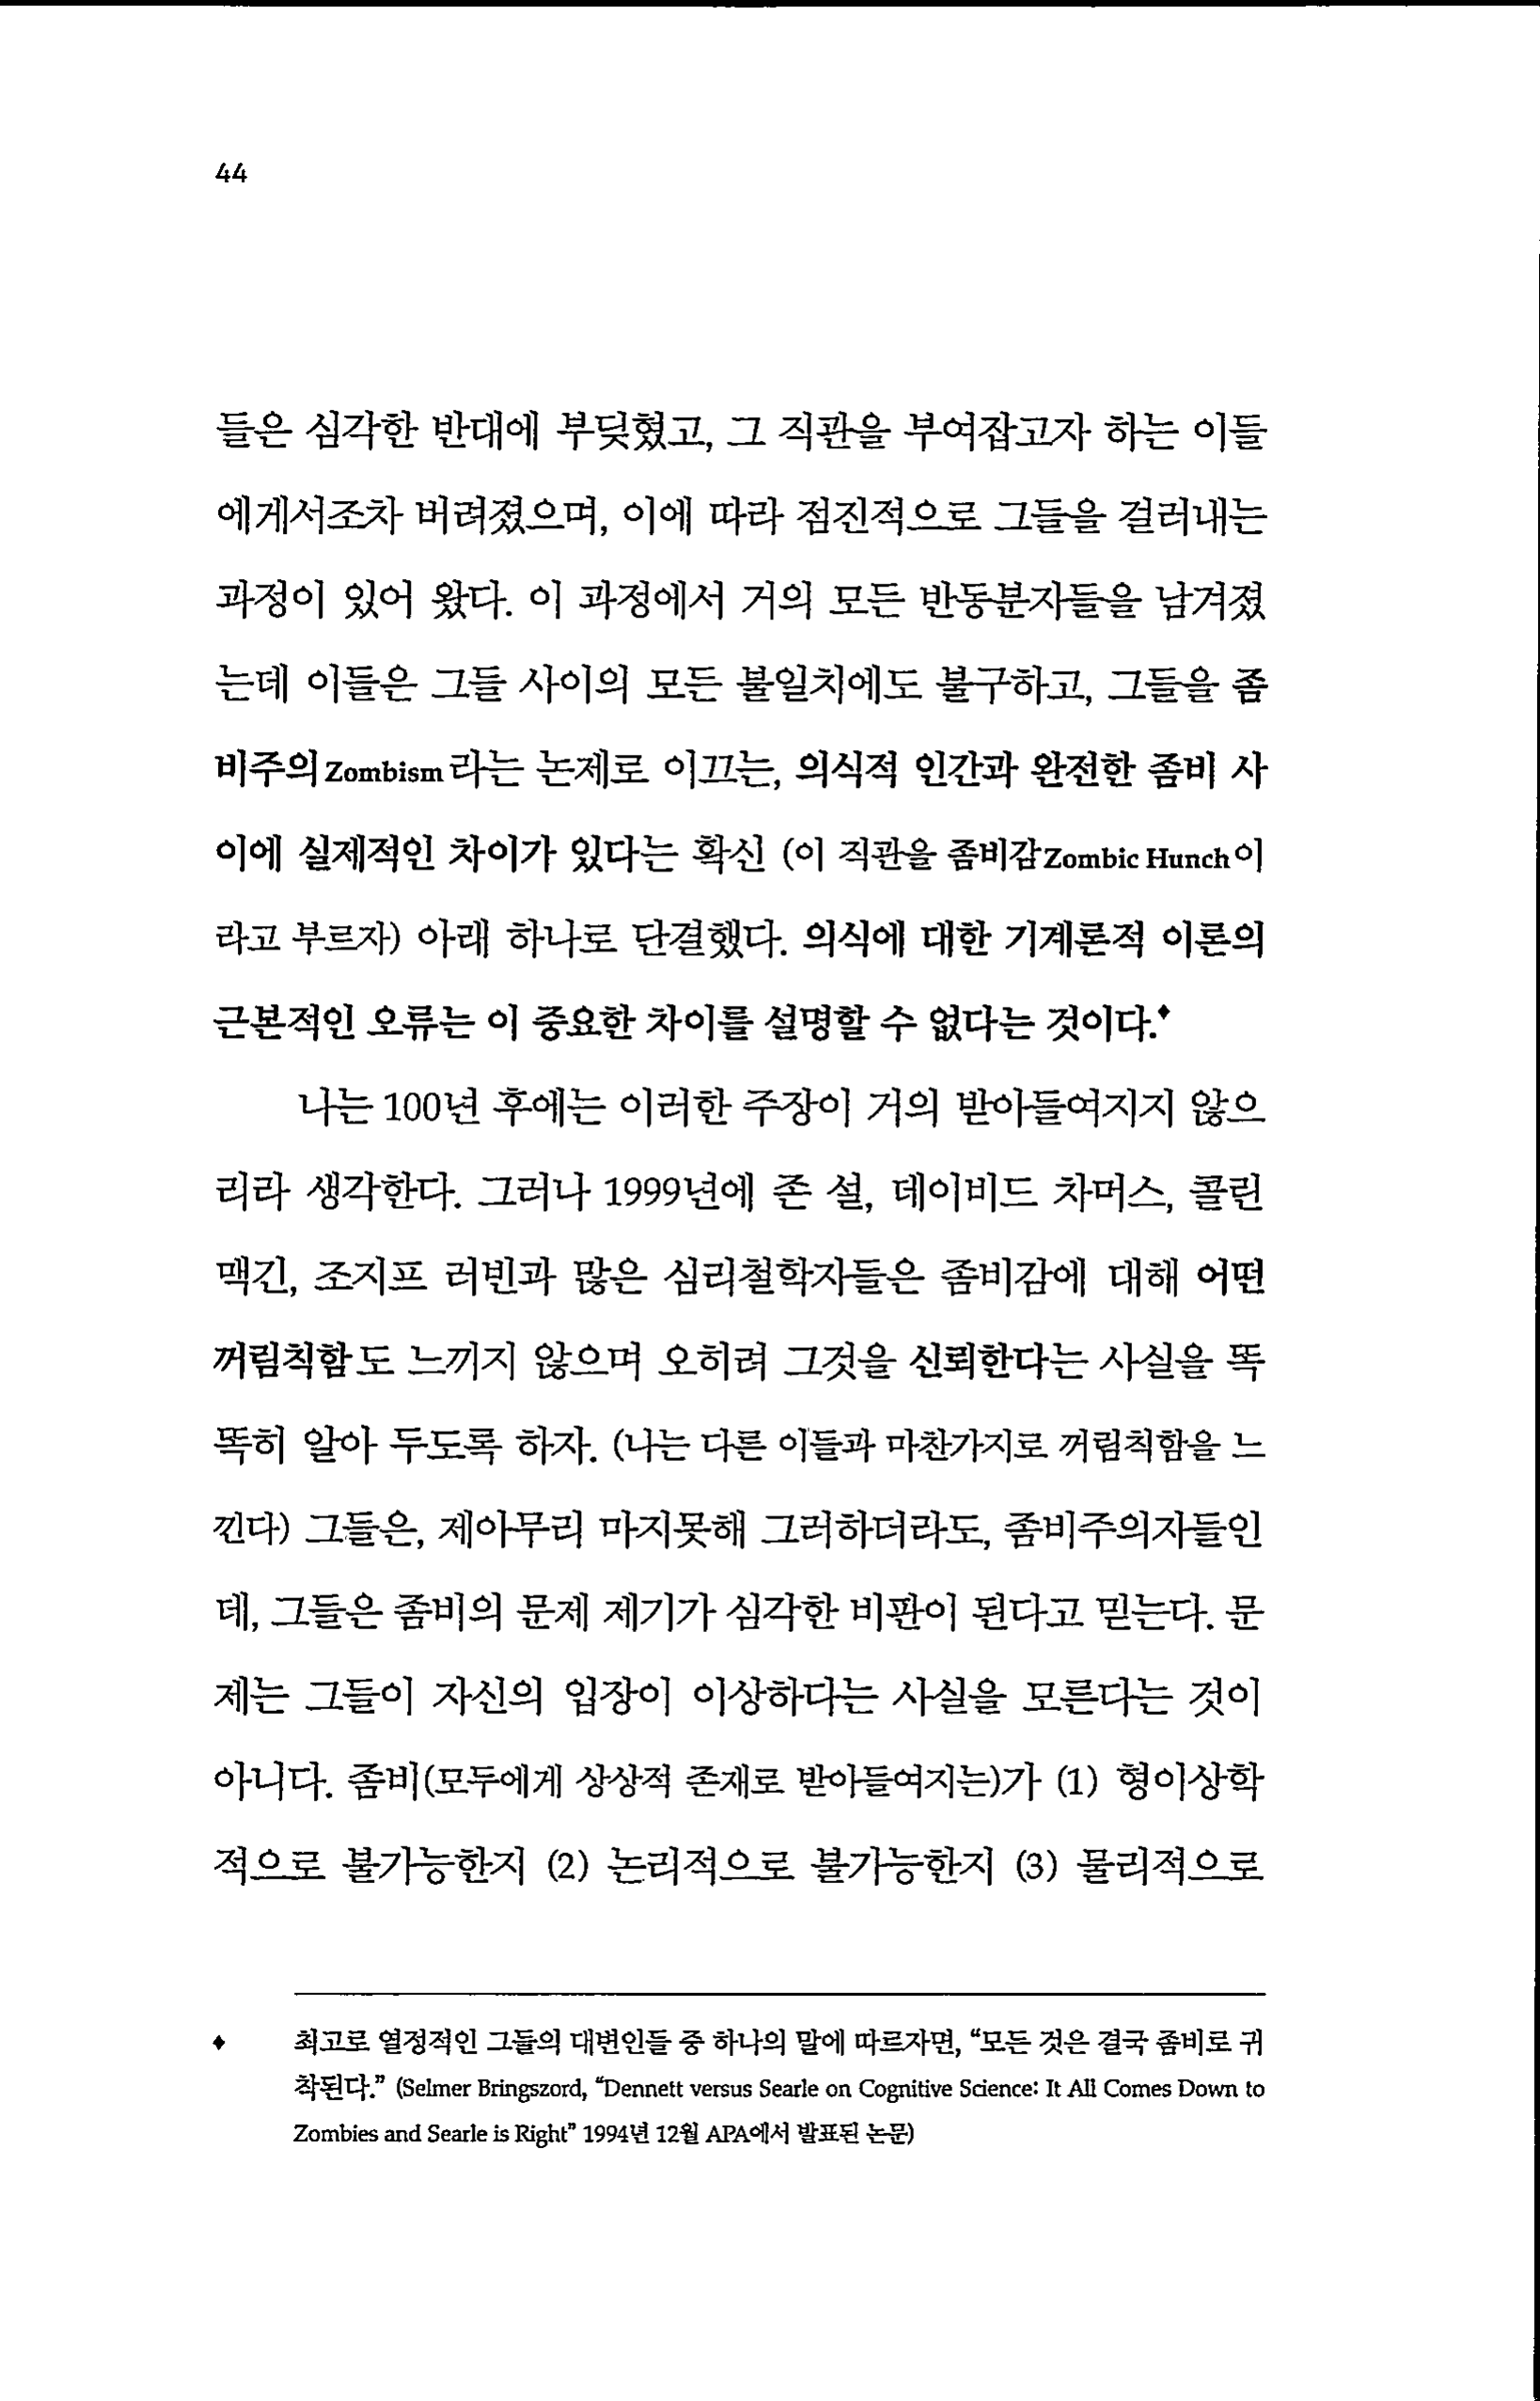 44
들은 심각한 반대에 부딪혔고, 그 직관을 부여잡고자 하는 이들
에게서조차 버려졌으며, 이에 따라 점진적으로 그들을 걸러내는
과정이 있어 왔다. 이 과정에서 거의 모든 반동분자들을 남겨졌
는데 이들은 그들 사이의 모든 불일치에도 불구하고, 그들을 좀
비주의Zombism라는 논제로 이끄는, 의식적 인간과 완전한 좀비 사
이에 실제적인 차이가 있다는 확신 (이 직관을 좀비감Zombic Hunch이
라고 부르자) 아래 하나로 단결했다. 의식에 대한 기계론적 이론의
근본적인 오류는 이 중요한 차이를 설명할 수 없다는 것이다.♦
나는 100년 후에는 이러한 주장이 거의 받아들여지지 않으
리라 생각한다. 그러나 1999년에 존 설, 데이비드 차머스, 콜린
맥긴, 조지프 러빈과 많은 심리철학자들은 좀비감에 대해 어떤
꺼림칙함도 느끼지 않으며 오히려 그것을 신뢰한다는 사실을 똑
똑히 알아 두도록 하자. (나는 다른 이들과 마찬가지로 꺼림칙함을 느
낀다) 그들은, 제아무리 마지못해 그러하더라도, 좀비주의자들인
데, 그들은 좀비의 문제 제기가 심각한 비판이 된다고 믿는다. 문
제는 그들이 자신의 입장이 이상하다는 사실을 모른다는 것이
아니다. 좀비(모두에게 상상적 존재로 받아들여지는)가 (1) 형이상학
적으로 불가능한지 (2) 논리적으로 불가능한지 (3) 물리적으로
♦ 최고로 열정적인 그들의 대변인들 중 하나의 말에 따르자면, “모든 것은 결국 좀비로 귀
착된다.” (Selmer Bringszord, “Dennett versus Searle on Cognitive Science: It All Comes Down to
Zombies and Searle is Right” 1994년 12월 APA에서 발표된 논문)